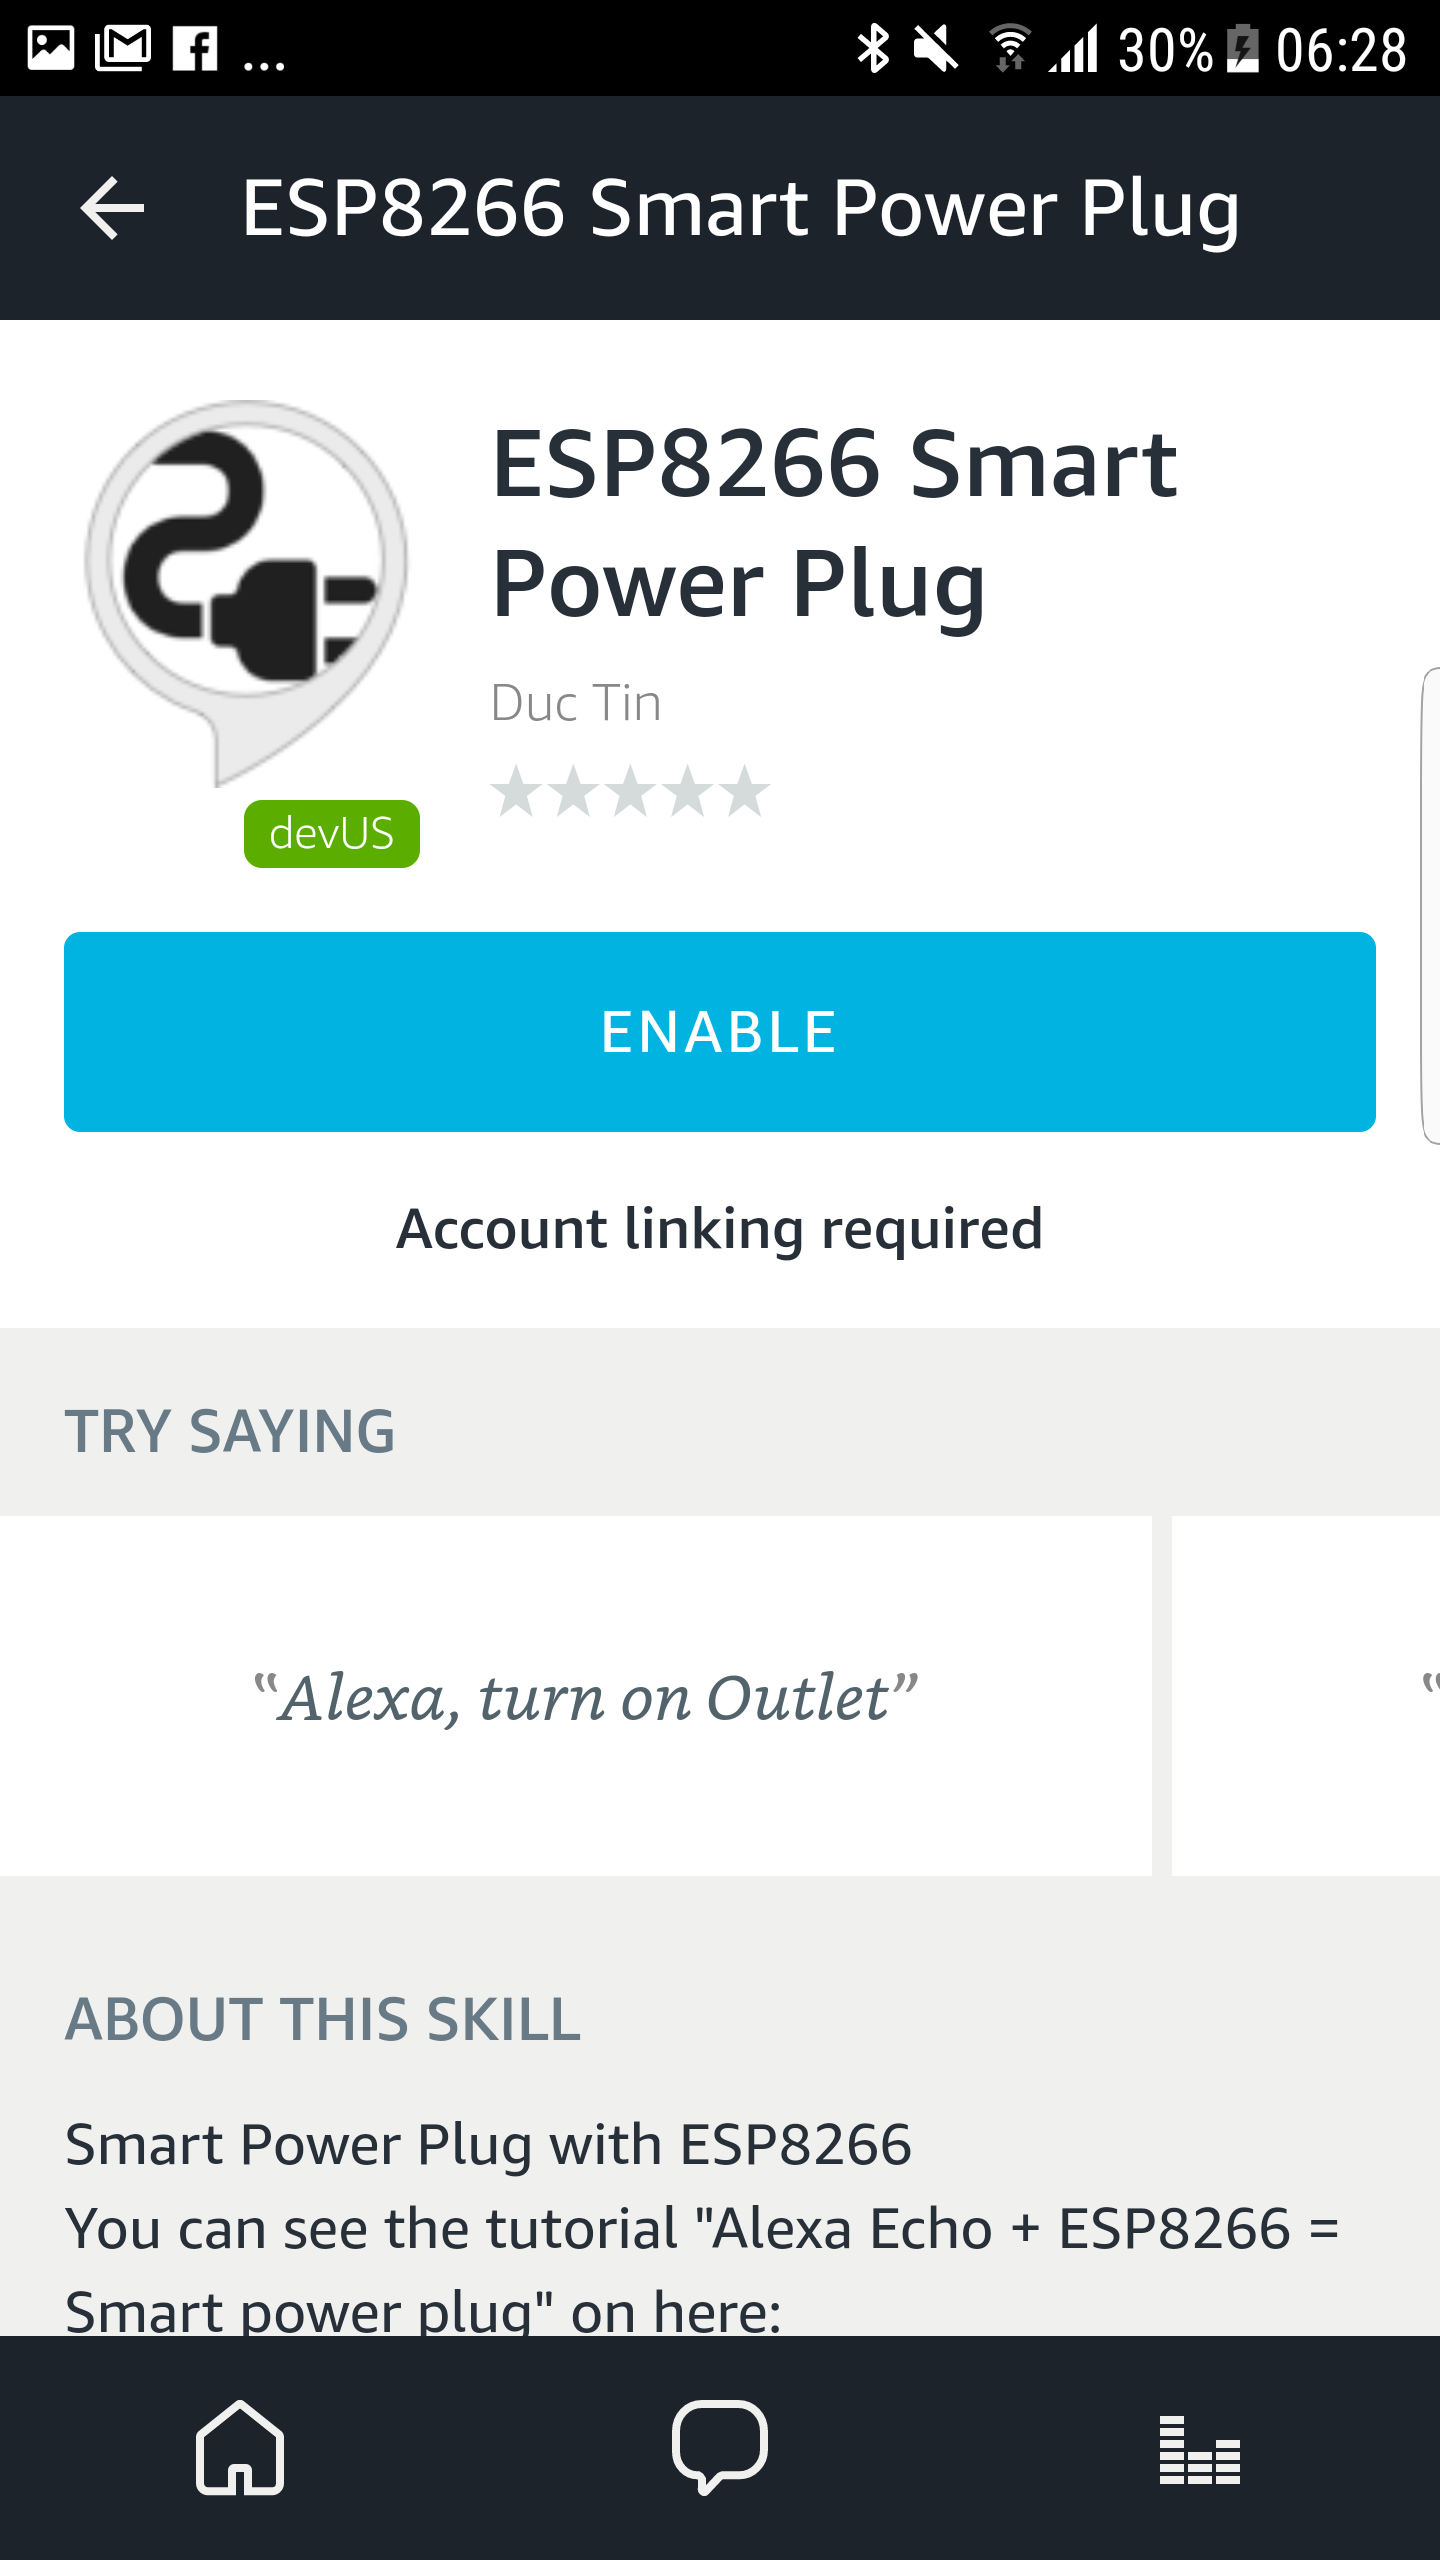 ... 30% 06:28
ESP8266 Smart Power Plug
ESP8266 Smart
Power Plug
Duc Tin
devUS
ENABLE
Account linking required
TRY SAYING
“Alexa, turn on Outlet” “
ABOUT THIS SKILL
Smart Power Plug with ESP8266
You can see the tutorial "Alexa Echo + ESP8266 =
Smart power plug" on here: